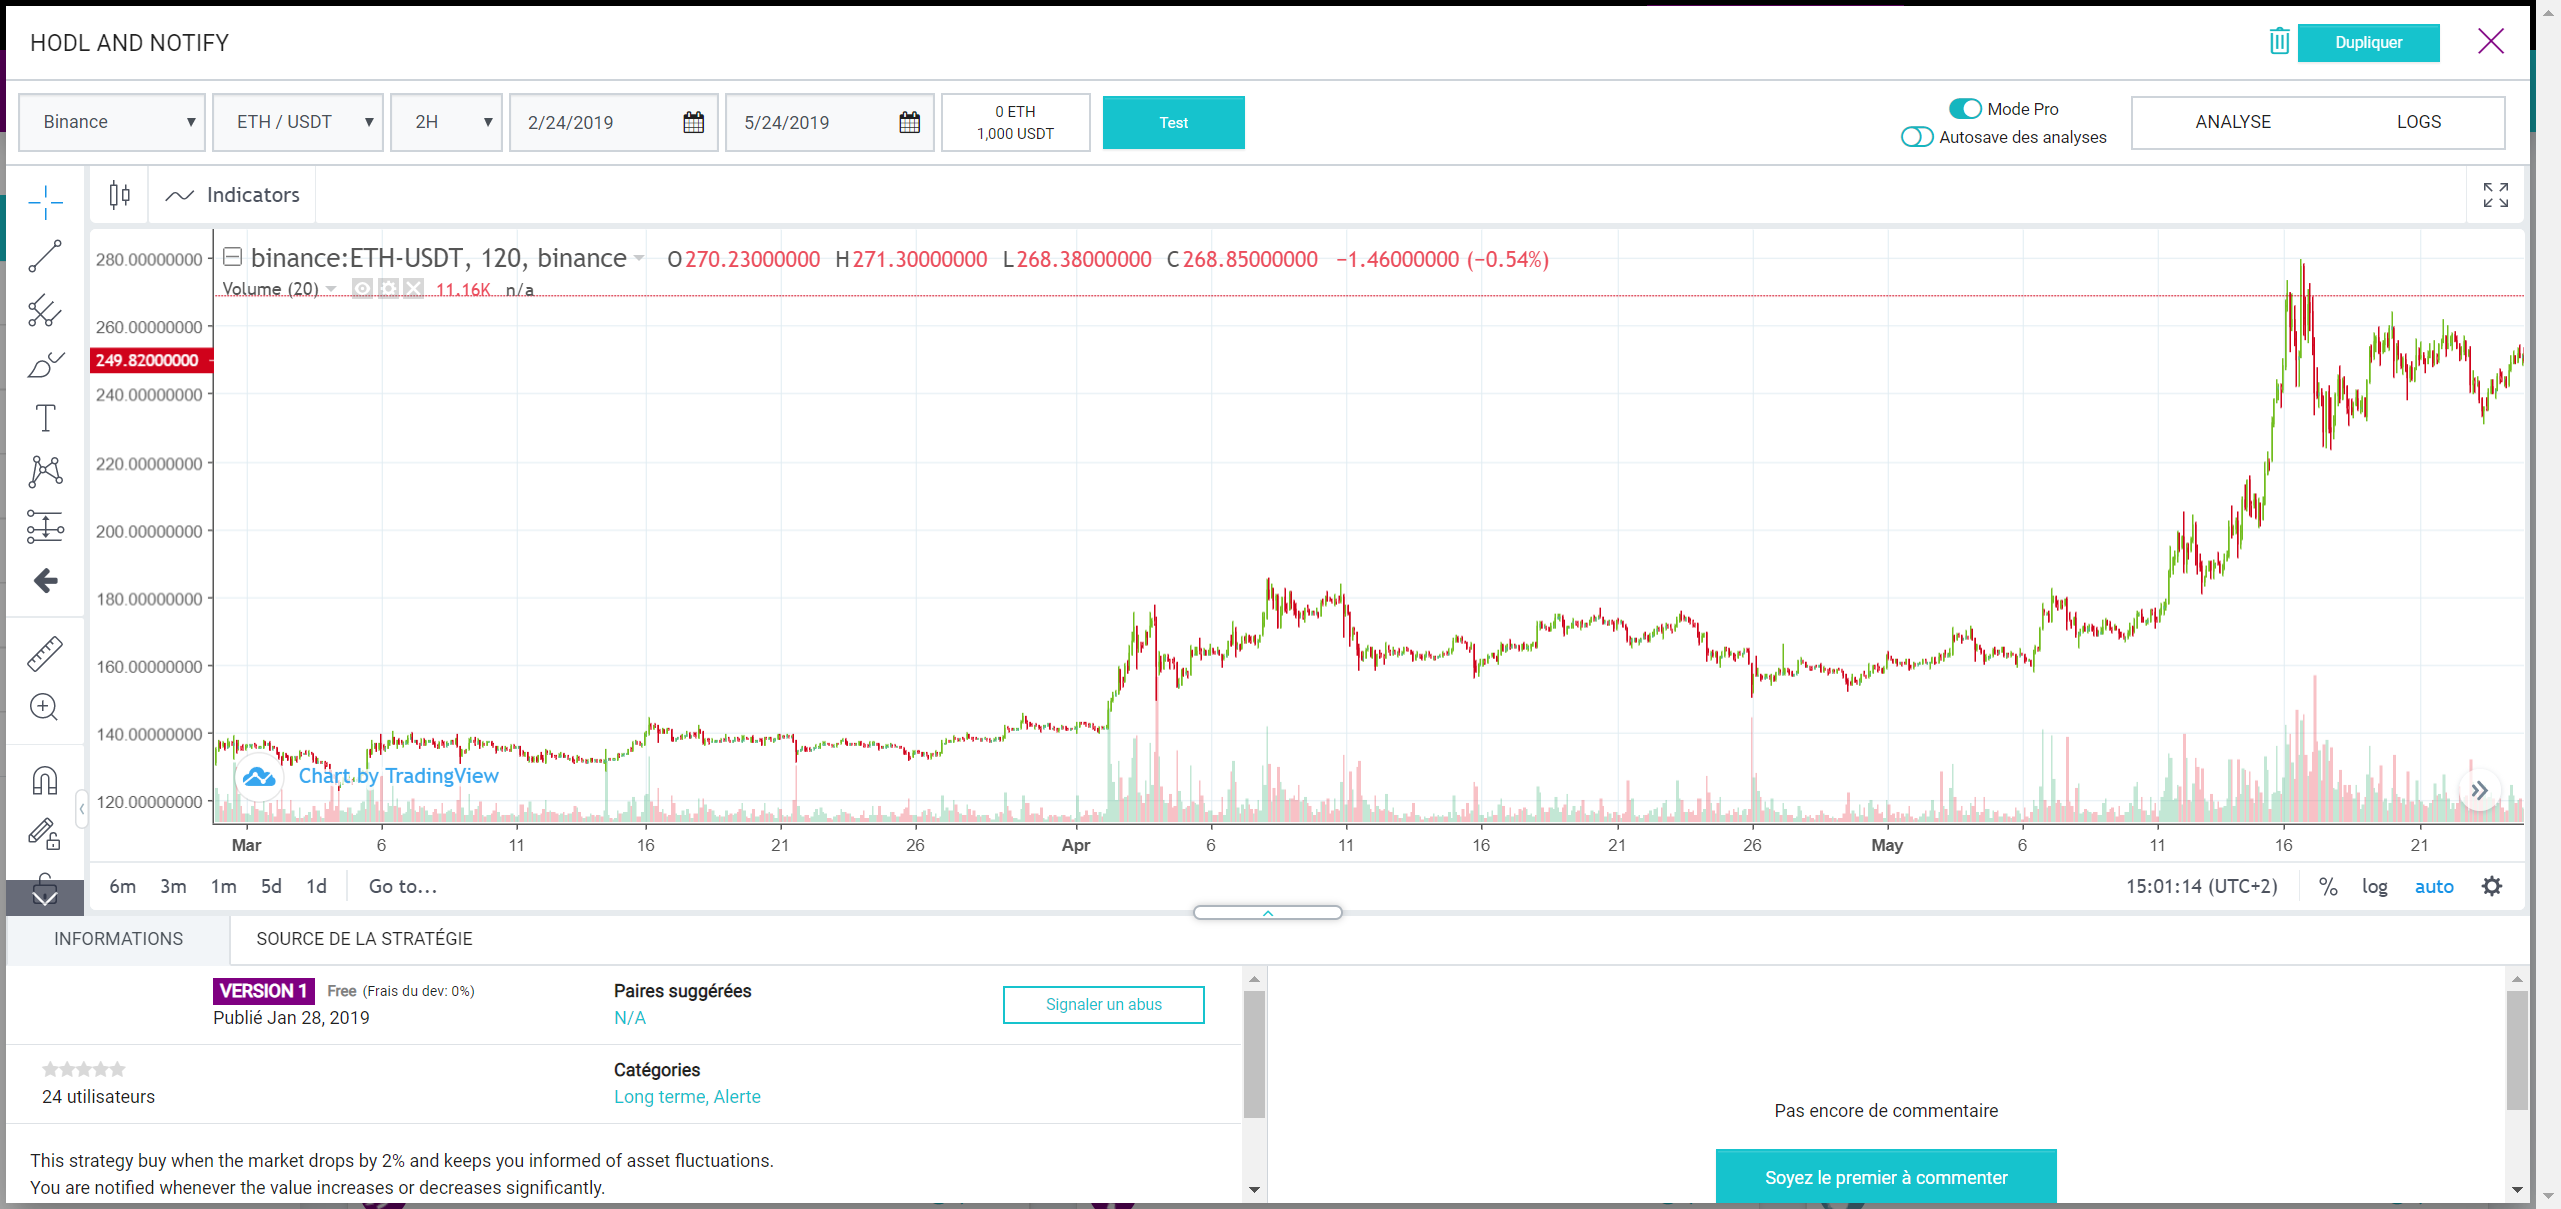 HODL AND NOTIFY
Dupliquer
Binance
ETH / USDT
2H
2/24/2019
5/24/2019
0 ETH
1,000 USDT
Test
Mode Pro
Autosave des analyses
ANALYSE
LOGS
Indicators
binance:ETH-USDT, 120, binance
O270.23000000 H271.30000000 L268.38000000 C268.85000000 −1.46000000 (−0.54%)
Volume (20)
11.16K n/a
280.00000000
260.00000000
249.82000000
240.00000000
220.00000000
200.00000000
180.00000000
160.00000000
140.00000000
120.00000000
Chart by TradingView
Mar 6 11 16 21 26 Apr 6 11 16 21 26 May 6 11 16 21
6m 3m 1m 5d 1d Go to...
15:01:14 (UTC+2) % log auto
INFORMATIONS
SOURCE DE LA STRATÉGIE
VERSION 1 Free (Frais du dev: 0%)
Publié Jan 28, 2019
Paires suggérées
N/A
Signaler un abus
24 utilisateurs
Catégories
Long terme, Alerte
This strategy buy when the market drops by 2% and keeps you informed of asset fluctuations.
You are notified whenever the value increases or decreases significantly.
Pas encore de commentaire
Soyez le premier à commenter